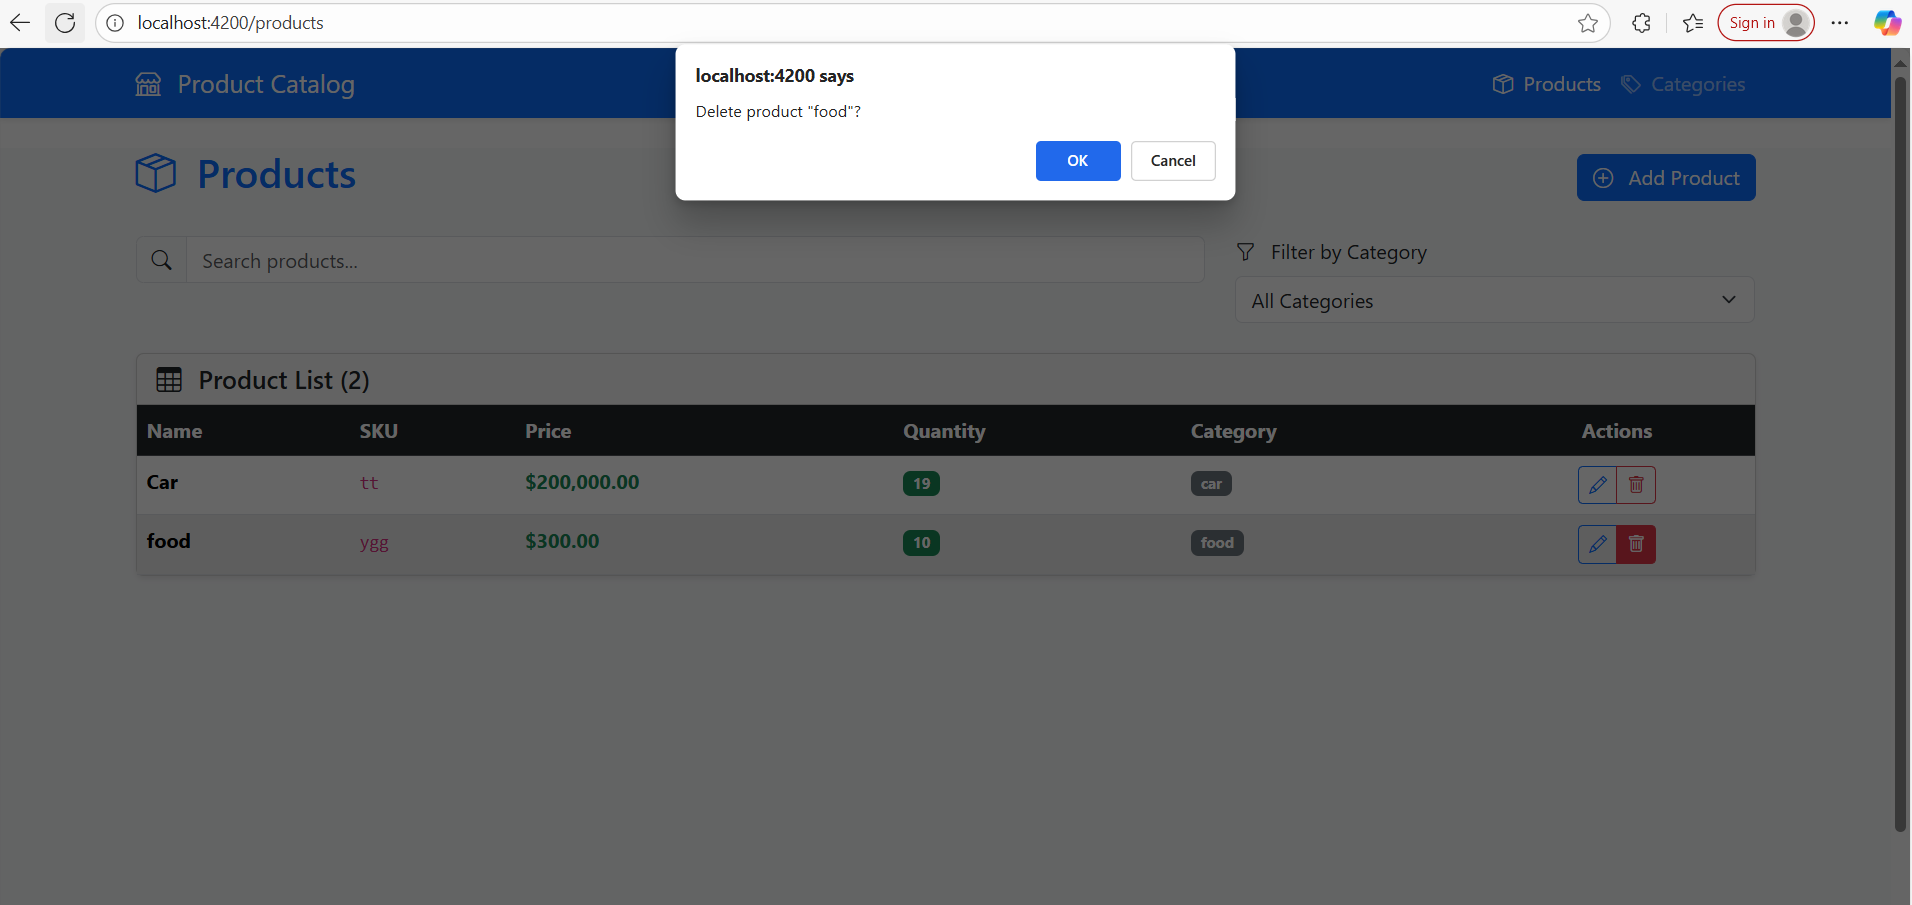 localhost:4200/products
Sign in
Product Catalog
Products
Categories
localhost:4200 says
Delete product "food"?
OK
Cancel
Products
Add Product
Search products...
Filter by Category
All Categories
Product List (2)
Name SKU Price Quantity Category Actions
Car tt $200,000.00 19 car
food ygg $300.00 10 food